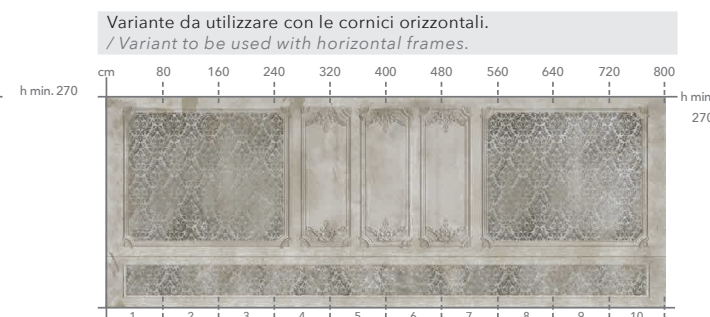 Variante da utilizzare con le cornici orizzontali.
/ Variant to be used with horizontal frames.
cm 80 160 240 320 400 480 560 640 720 800
h min. 270
h min
270
1 2 3 4 5 6 7 8 9 10